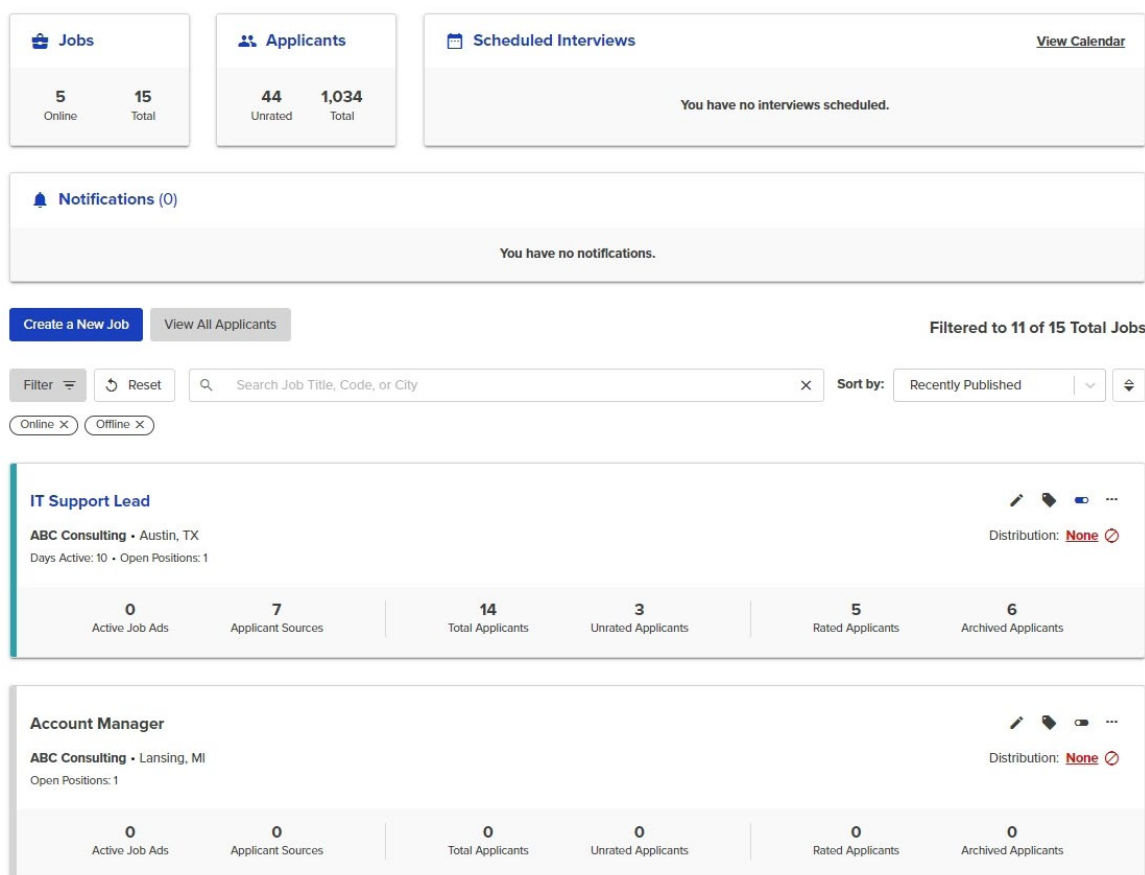 Jobs
5 15
Online Total
Applicants
44 1,034
Unrated Total
Scheduled Interviews View Calendar
You have no interviews scheduled.
Notifications (0)
You have no notifications.
Create a New Job View All Applicants Filtered to 11 of 15 Total Jobs
Filter Reset Search Job Title, Code, or City Sort by: Recently Published
Online Offline
IT Support Lead
ABC Consulting • Austin, TX Distribution: None
Days Active: 10 • Open Positions: 1
0 7 14 3 5 6
Active Job Ads Applicant Sources Total Applicants Unrated Applicants Rated Applicants Archived Applicants
Account Manager
ABC Consulting • Lansing, MI Distribution: None
Open Positions: 1
0 0 0 0 0 0
Active Job Ads Applicant Sources Total Applicants Unrated Applicants Rated Applicants Archived Applicants